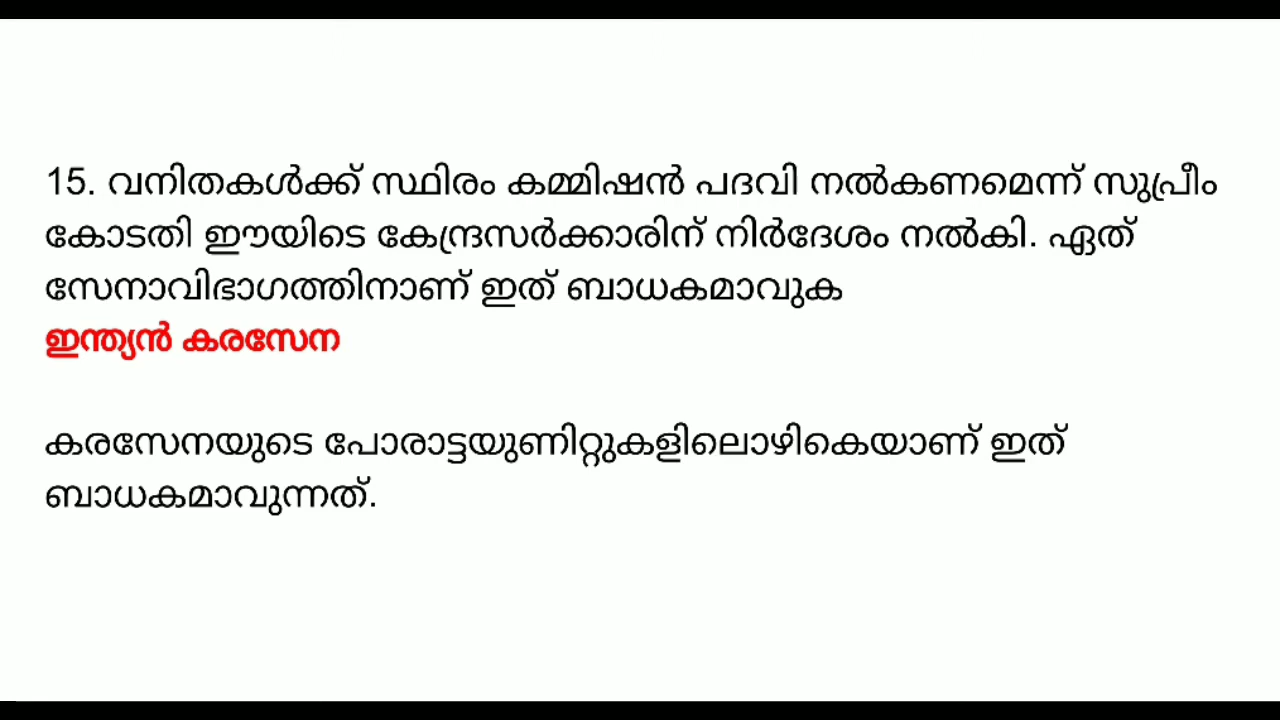 15. വനിതകൾക്ക് സ്ഥിരം കമ്മിഷൻ പദവി നൽകണമെന്ന് സുപ്രീം
കോടതി ഈയിടെ കേന്ദ്രസർക്കാരിന് നിർദേശം നൽകി. ഏത്
സേനാവിഭാഗത്തിനാണ് ഇത് ബാധകമാവുക
ഇന്ത്യൻ കരസേന
കരസേനയുടെ പോരാട്ടയുണിറ്റുകളിലൊഴികെയാണ് ഇത്
ബാധകമാവുന്നത്.